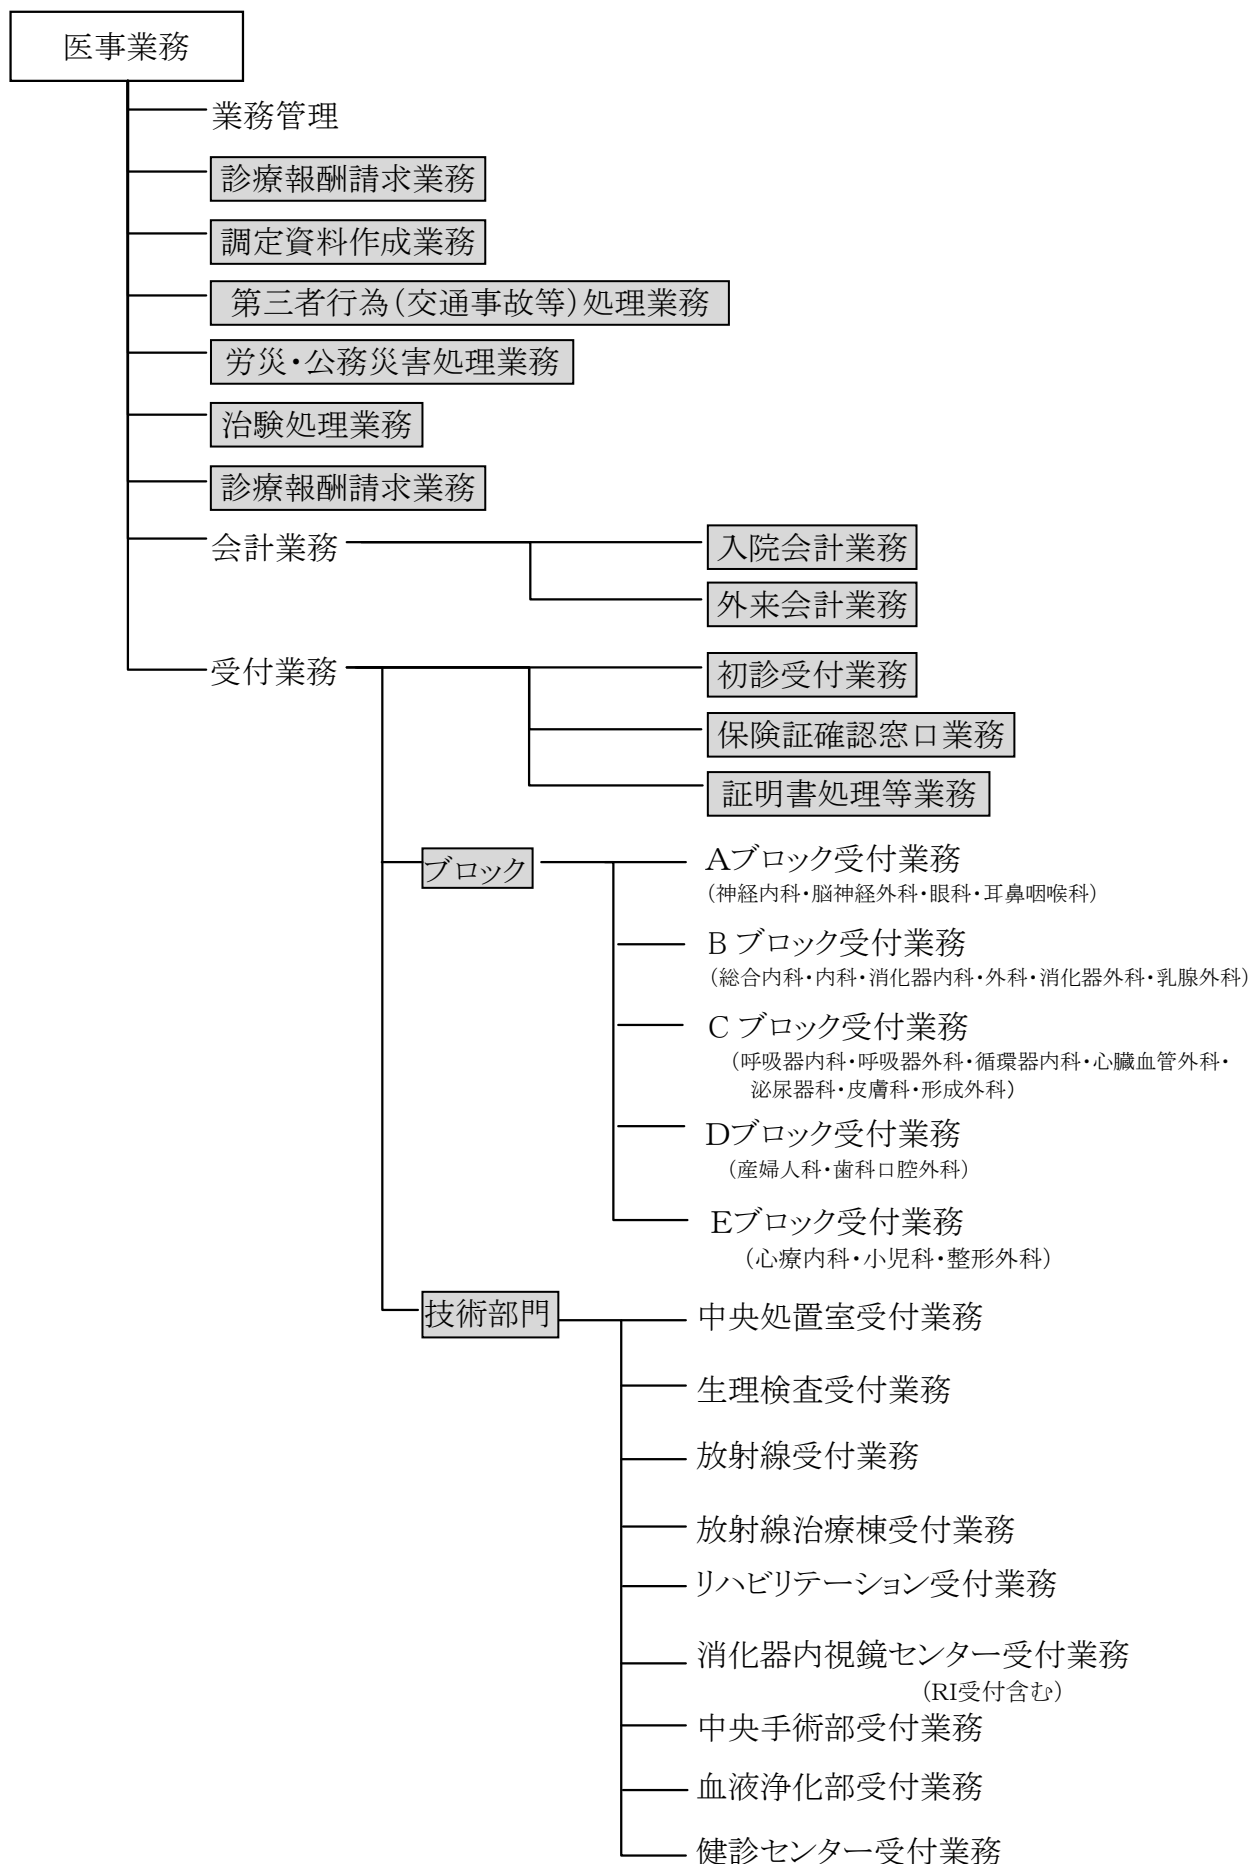 医事業務
業務管理
診療報酬請求業務
調定資料作成業務
第三者行為(交通事故等)処理業務
労災・公務災害処理業務
治験処理業務
診療報酬請求業務
会計業務
入院会計業務
外来会計業務
受付業務
初診受付業務
保険証確認窓口業務
証明書処理等業務
ブロック
Aブロック受付業務
(神経内科・脳神経外科・眼科・耳鼻咽喉科)
B ブロック受付業務
(総合内科・内科・消化器内科・外科・消化器外科・乳腺外科)
C ブロック受付業務
(呼吸器内科・呼吸器外科・循環器内科・心臓血管外科・
泌尿器科・皮膚科・形成外科)
Dブロック受付業務
(産婦人科・歯科口腔外科)
Eブロック受付業務
(心療内科・小児科・整形外科)
技術部門
中央処置室受付業務
生理検査受付業務
放射線受付業務
放射線治療棟受付業務
リハビリテーション受付業務
消化器内視鏡センター受付業務
(RI受付含む)
中央手術部受付業務
血液浄化部受付業務
健診センター受付業務